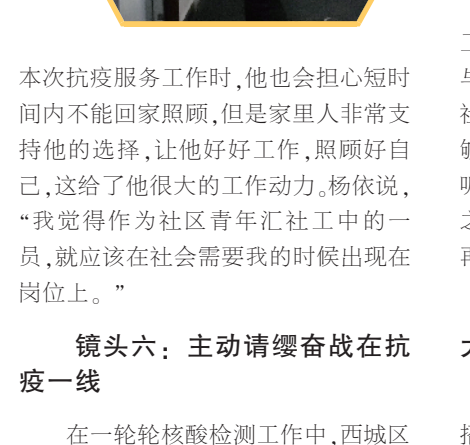 本次抗疫服务工作时,他也会担心短时
间内不能回家照顾,但是家里人非常支
持他的选择,让他好好工作,照顾好自
己,这给了他很大的工作动力。杨依说,
“我觉得作为社区青年汇社工中的一
员,就应该在社会需要我的时候出现在
岗位上。”
镜头六：主动请缨奋战在抗
疫一线
在一轮轮核酸检测工作中,西城区